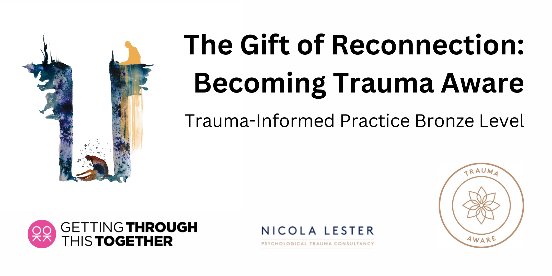 The Gift of Reconnection:
Becoming Trauma Aware
Trauma-Informed Practice Bronze Level
GETTING THROUGH
THIS TOGETHER
NICOLA LESTER
PSYCHOLOGICAL TRAUMA CONSULTANCY
TRAUMA
AWARE